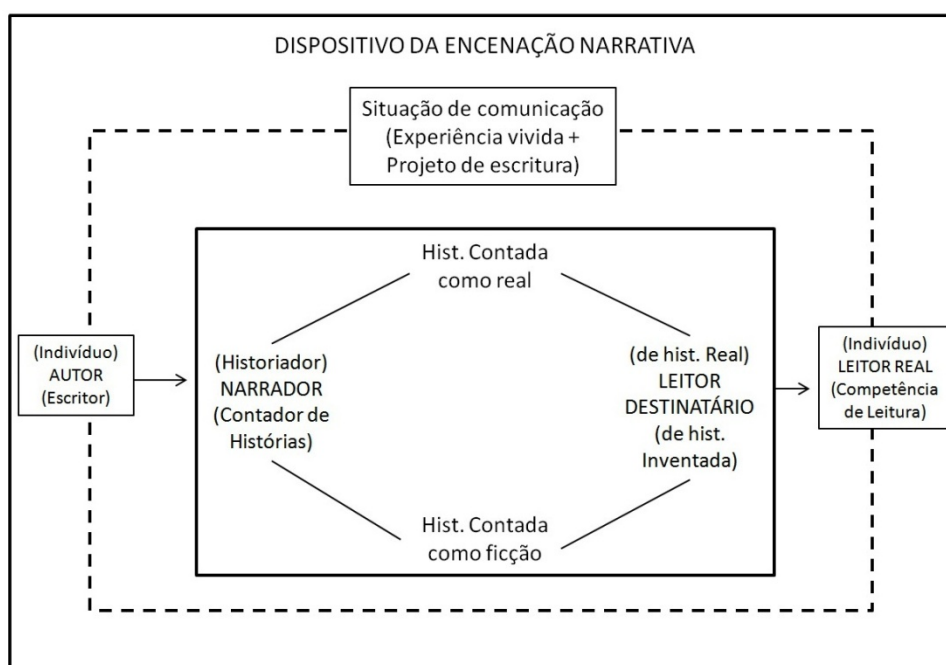 DISPOSITIVO DA ENCENAÇÃO NARRATIVA
Situação de comunicação
(Experiência vivida +
Projeto de escritura)
Hist. Contada
como real
(Indivíduo)
AUTOR
(Escritor)
(Historiador)
NARRADOR
(Contador de
Histórias)
(de hist. Real)
LEITOR
DESTINATÁRIO
(de hist.
Inventada)
(Indivíduo)
LEITOR REAL
(Competência
de Leitura)
Hist. Contada
como ficção